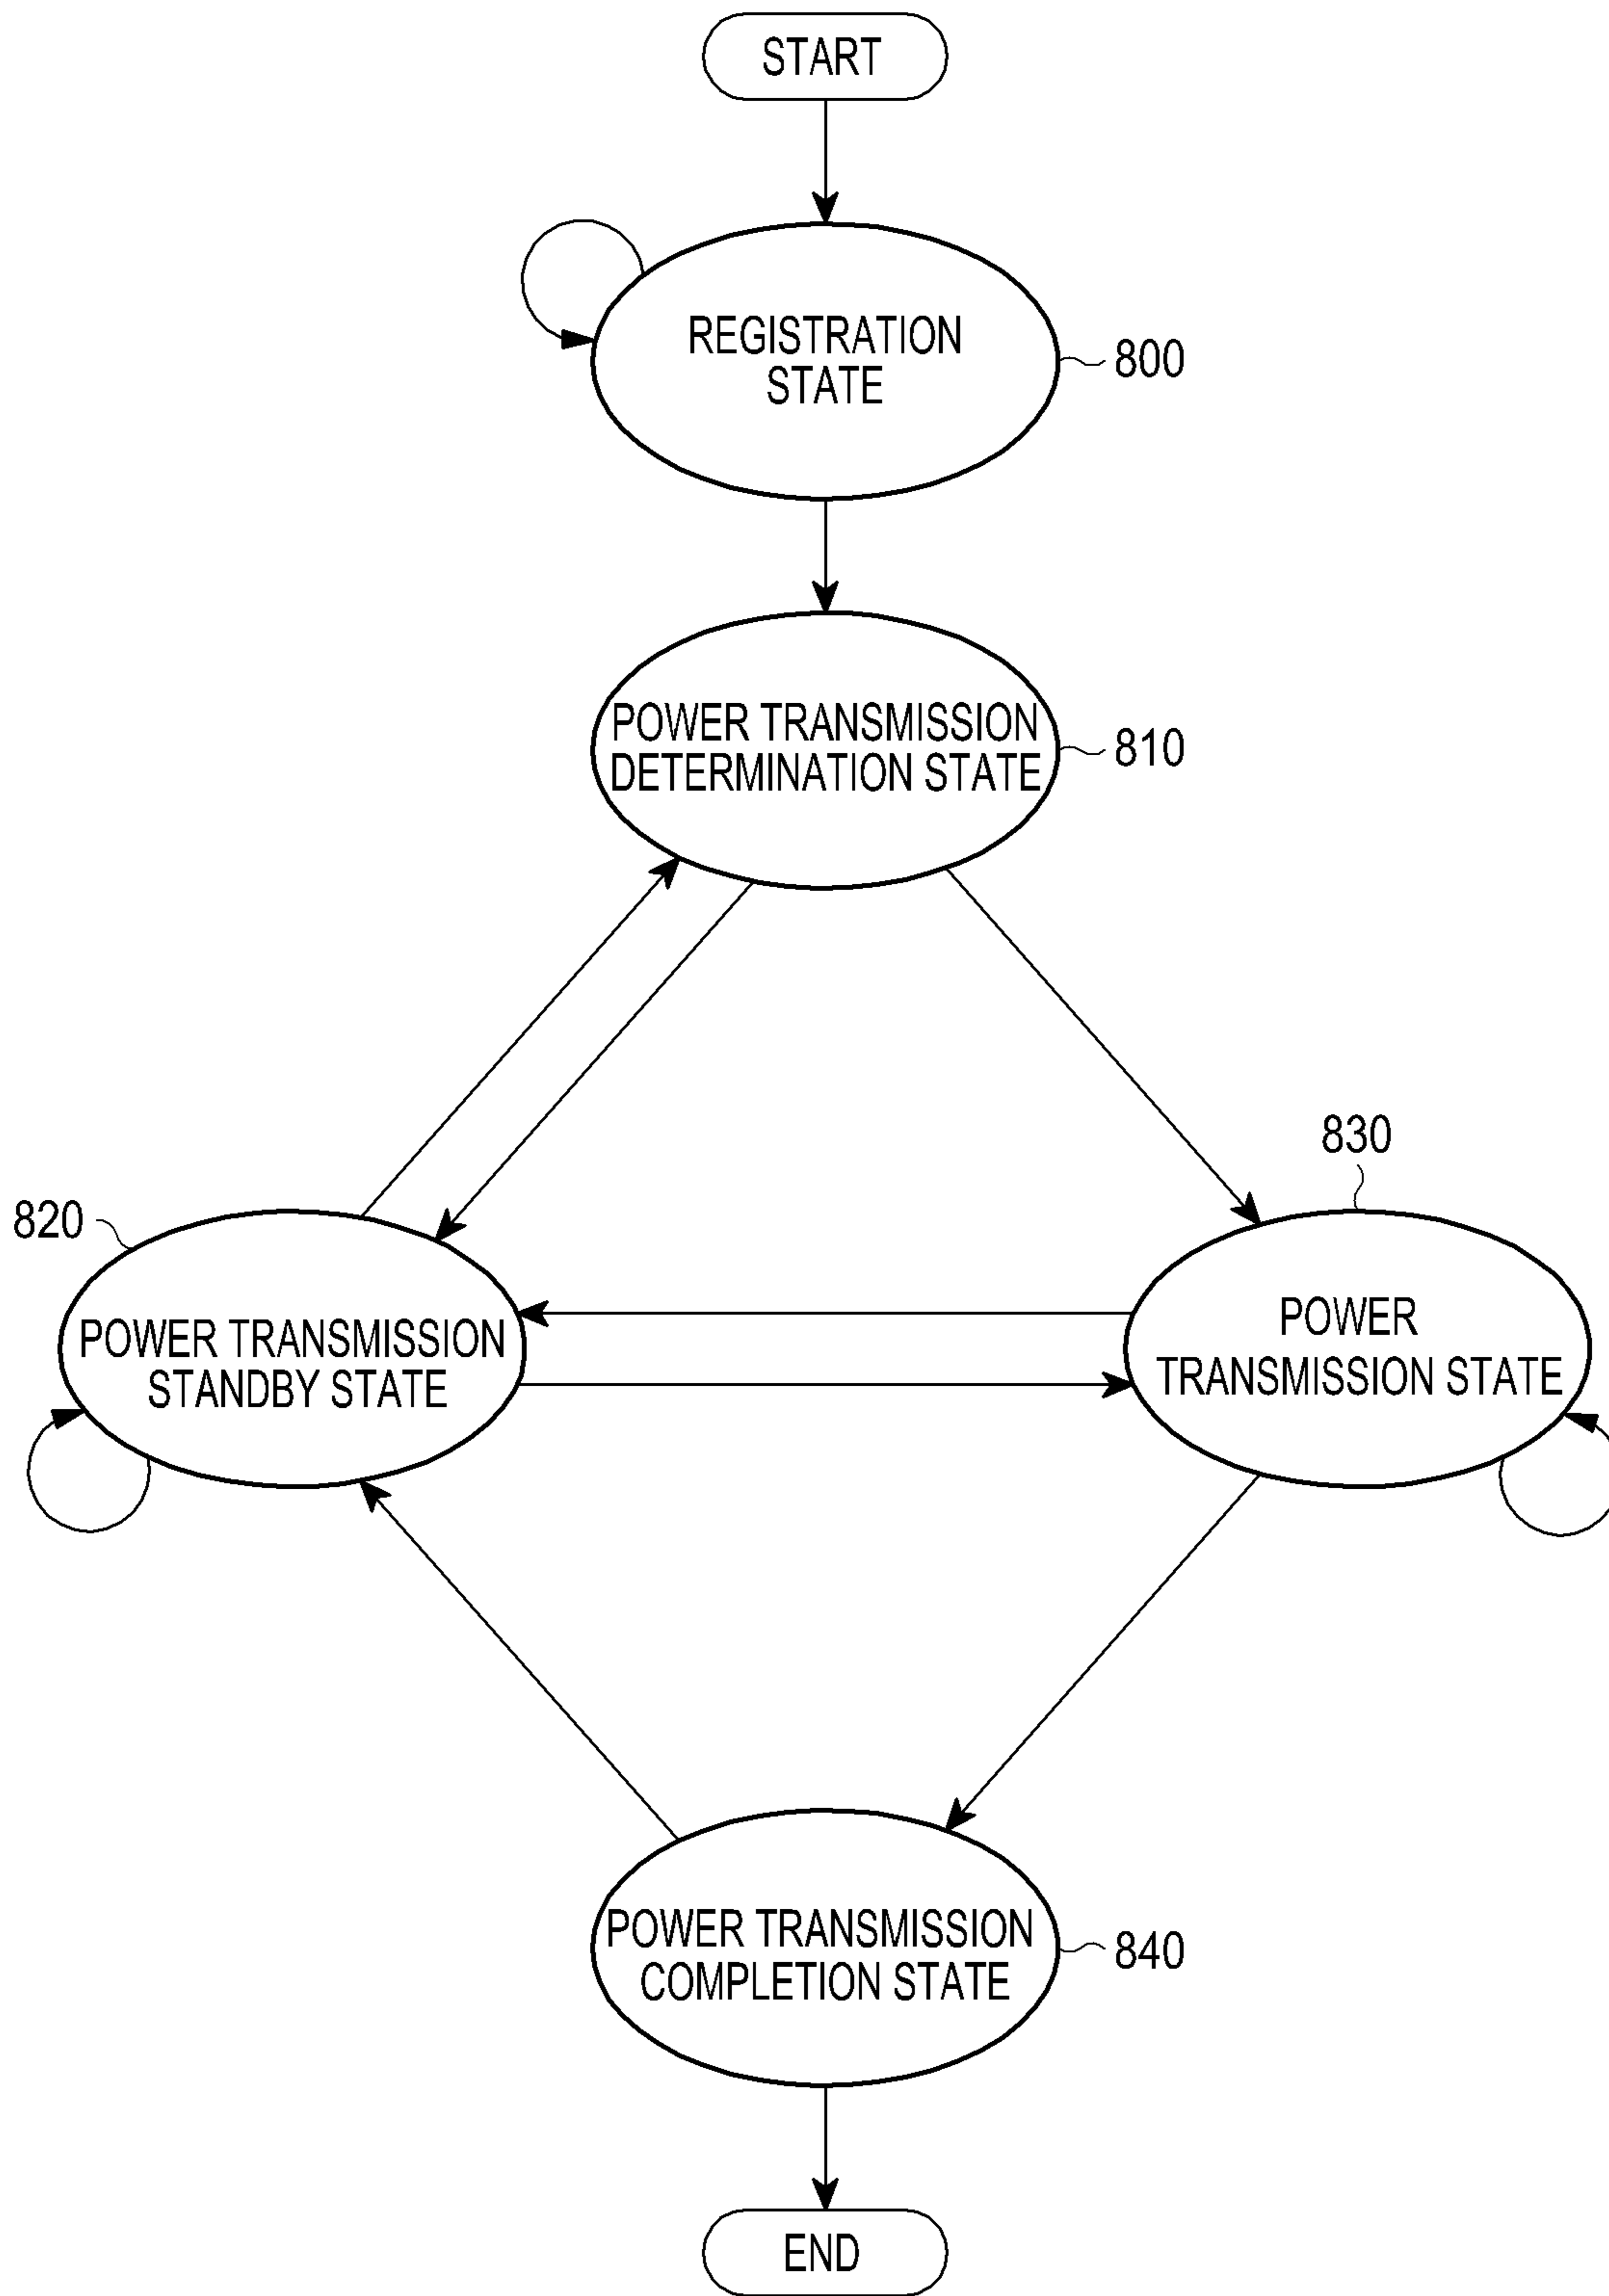 START
REGISTRATION
STATE
800
POWER TRANSMISSION
DETERMINATION STATE
810
830
820
POWER TRANSMISSION
STANDBY STATE
POWER
TRANSMISSION STATE
POWER TRANSMISSION
COMPLETION STATE
840
END